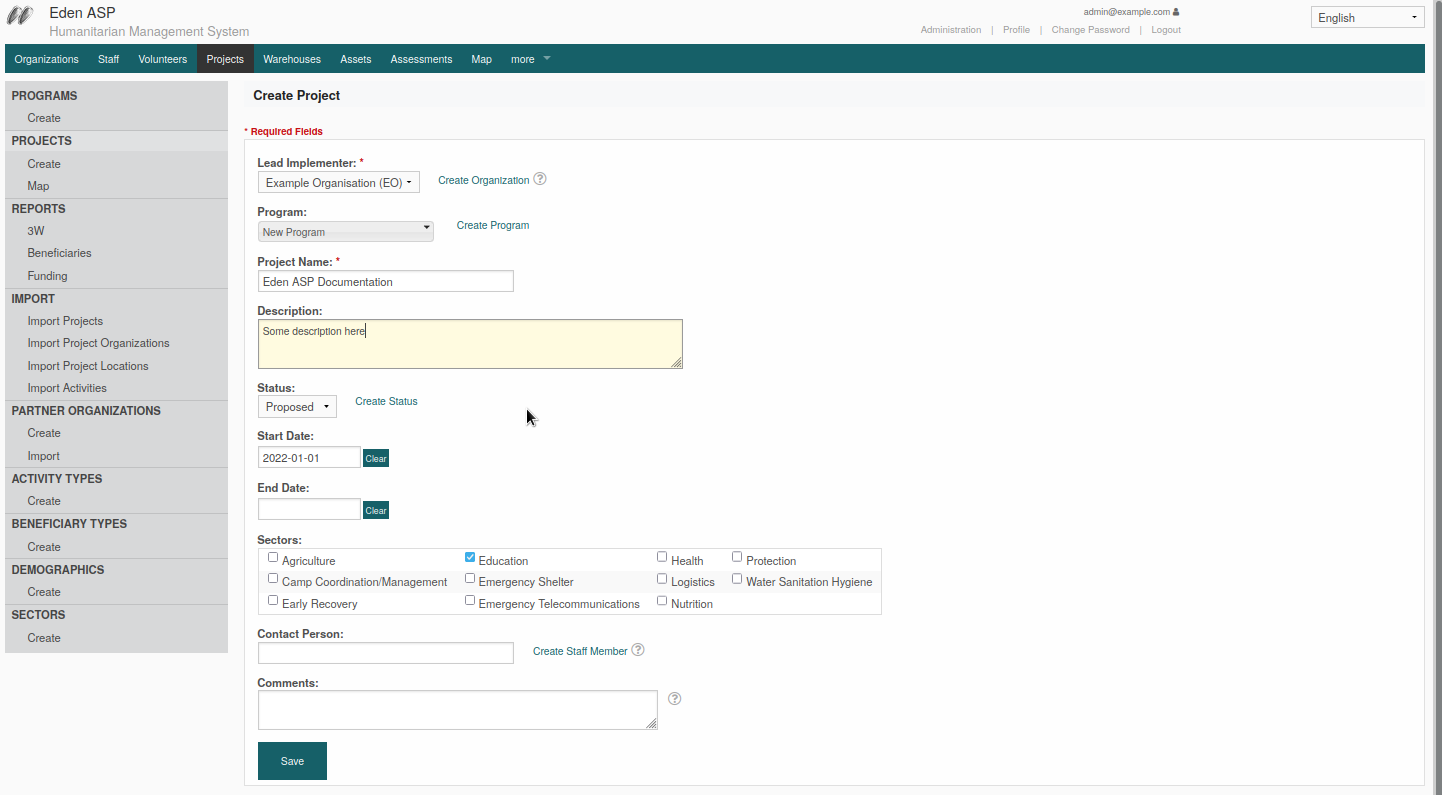 Eden ASP
Humanitarian Management System
admin@example.com
Administration | Profile | Change Password | Logout
English
Organizations Staff Volunteers Projects Warehouses Assets Assessments Map more
PROGRAMS
Create
PROJECTS
Create
Map
REPORTS
3W
Beneficiaries
Funding
IMPORT
Import Projects
Import Project Organizations
Import Project Locations
Import Activities
PARTNER ORGANIZATIONS
Create
Import
ACTIVITY TYPES
Create
BENEFICIARY TYPES
Create
DEMOGRAPHICS
Create
SECTORS
Create
Create Project
* Required Fields
Lead Implementer: *
Example Organisation (EO) Create Organization ?
Program:
New Program Create Program
Project Name: *
Eden ASP Documentation
Description:
Some description here
Status:
Proposed Create Status
Start Date:
2022-01-01 Clear
End Date:
Clear
Sectors:
Agriculture Education Health Protection
Camp Coordination/Management Emergency Shelter Logistics Water Sanitation Hygiene
Early Recovery Emergency Telecommunications Nutrition
Contact Person:
Create Staff Member ?
Comments:
?
Save